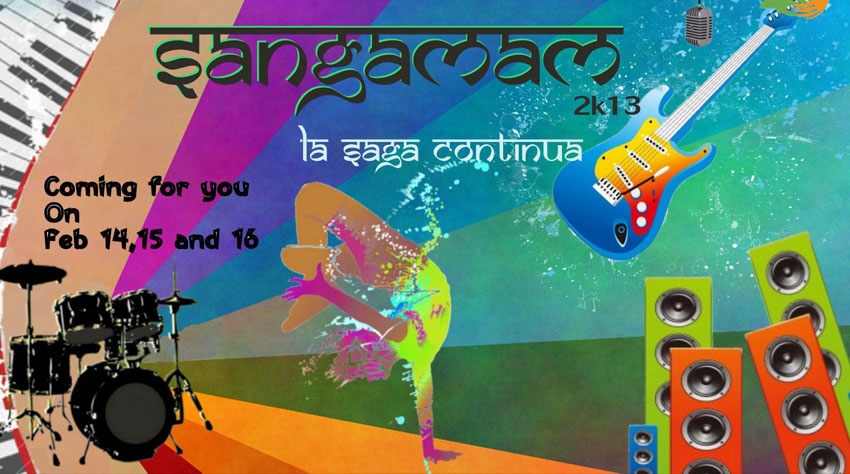 Sangamam
2k13
la saga continua
Coming for you
On
Feb 14,15 and 16